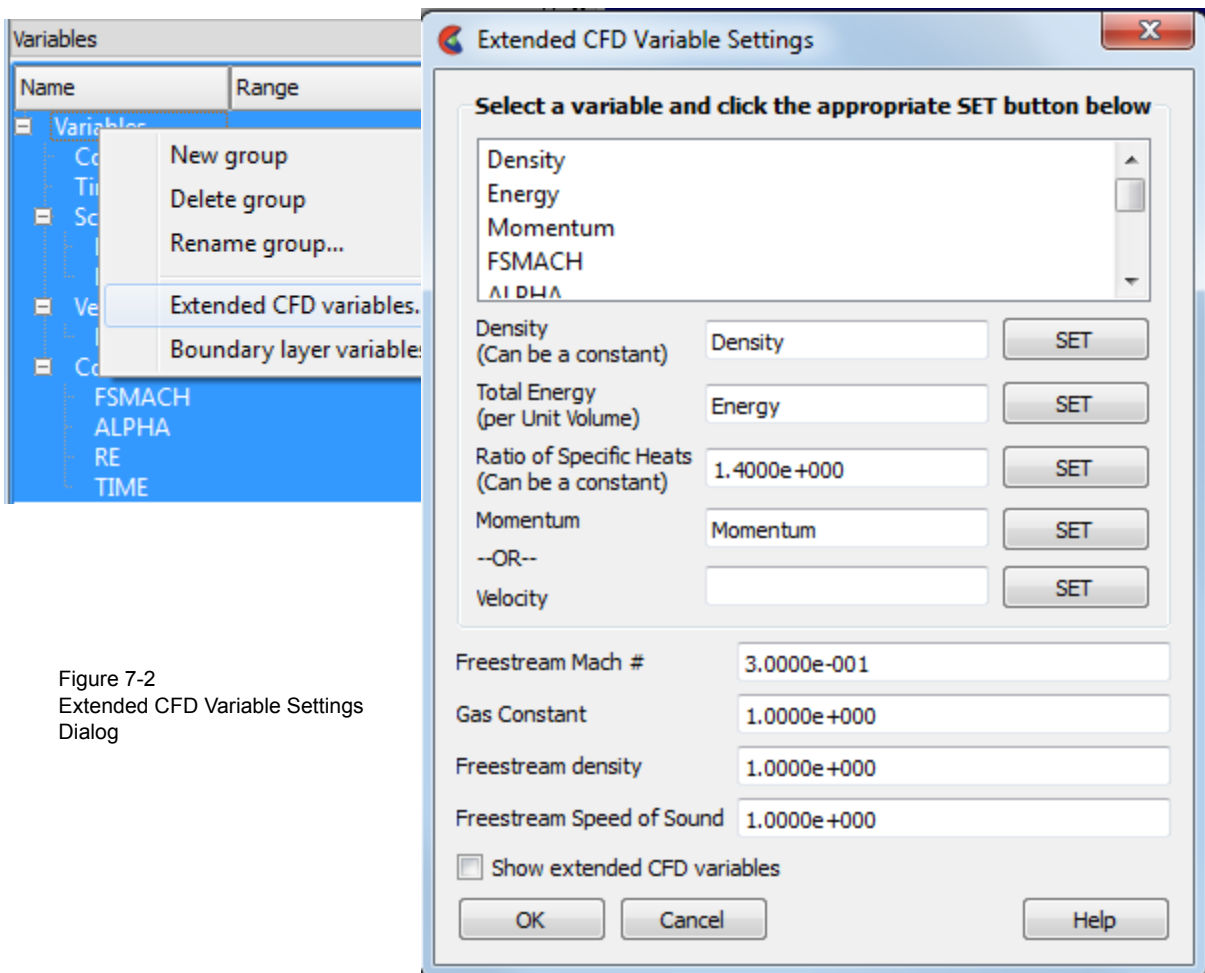 Variables
Name
Range
Variables
New group
Delete group
Rename group...
Extended CFD variables..
Boundary layer variables
FSMACH
ALPHA
RE
TIME
Figure 7-2
Extended CFD Variable Settings
Dialog
Extended CFD Variable Settings
Select a variable and click the appropriate SET button below
Density
Energy
Momentum
FSMACH
ALPHA
Density
(Can be a constant)
Density
SET
Total Energy
(per Unit Volume)
Energy
SET
Ratio of Specific Heats
(Can be a constant)
1.4000e+000
SET
Momentum
Momentum
SET
--OR--
Velocity
SET
Freestream Mach #
3.0000e-001
Gas Constant
1.0000e+000
Freestream density
1.0000e+000
Freestream Speed of Sound
1.0000e+000
Show extended CFD variables
OK
Cancel
Help